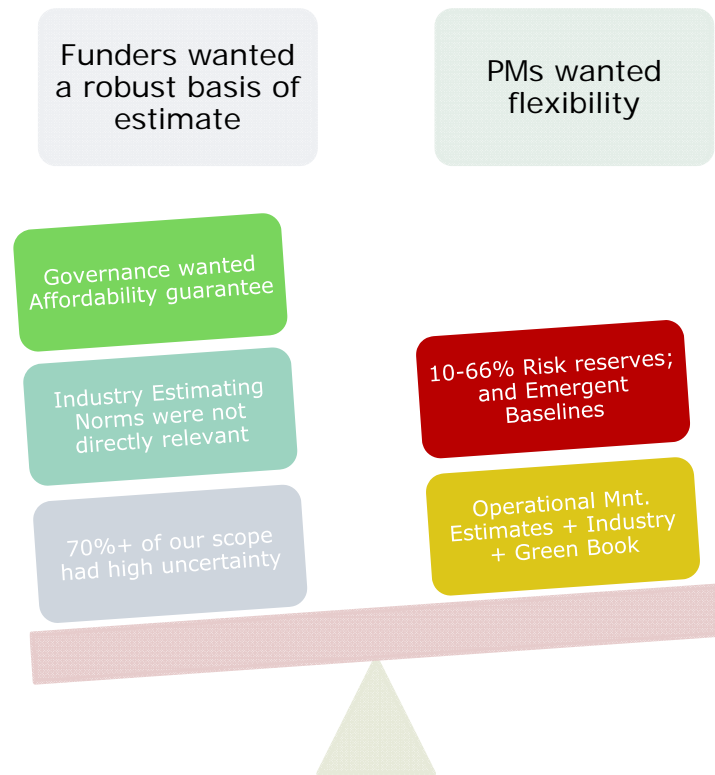 Funders wanted
a robust basis of
estimate
PMs wanted
flexibility
Governance wanted
Affordability guarantee
Industry Estimating
Norms were not
directly relevant
70%+ of our scope
had high uncertainty
10-66% Risk reserves;
and Emergent
Baselines
Operational Mnt.
Estimates + Industry
+ Green Book